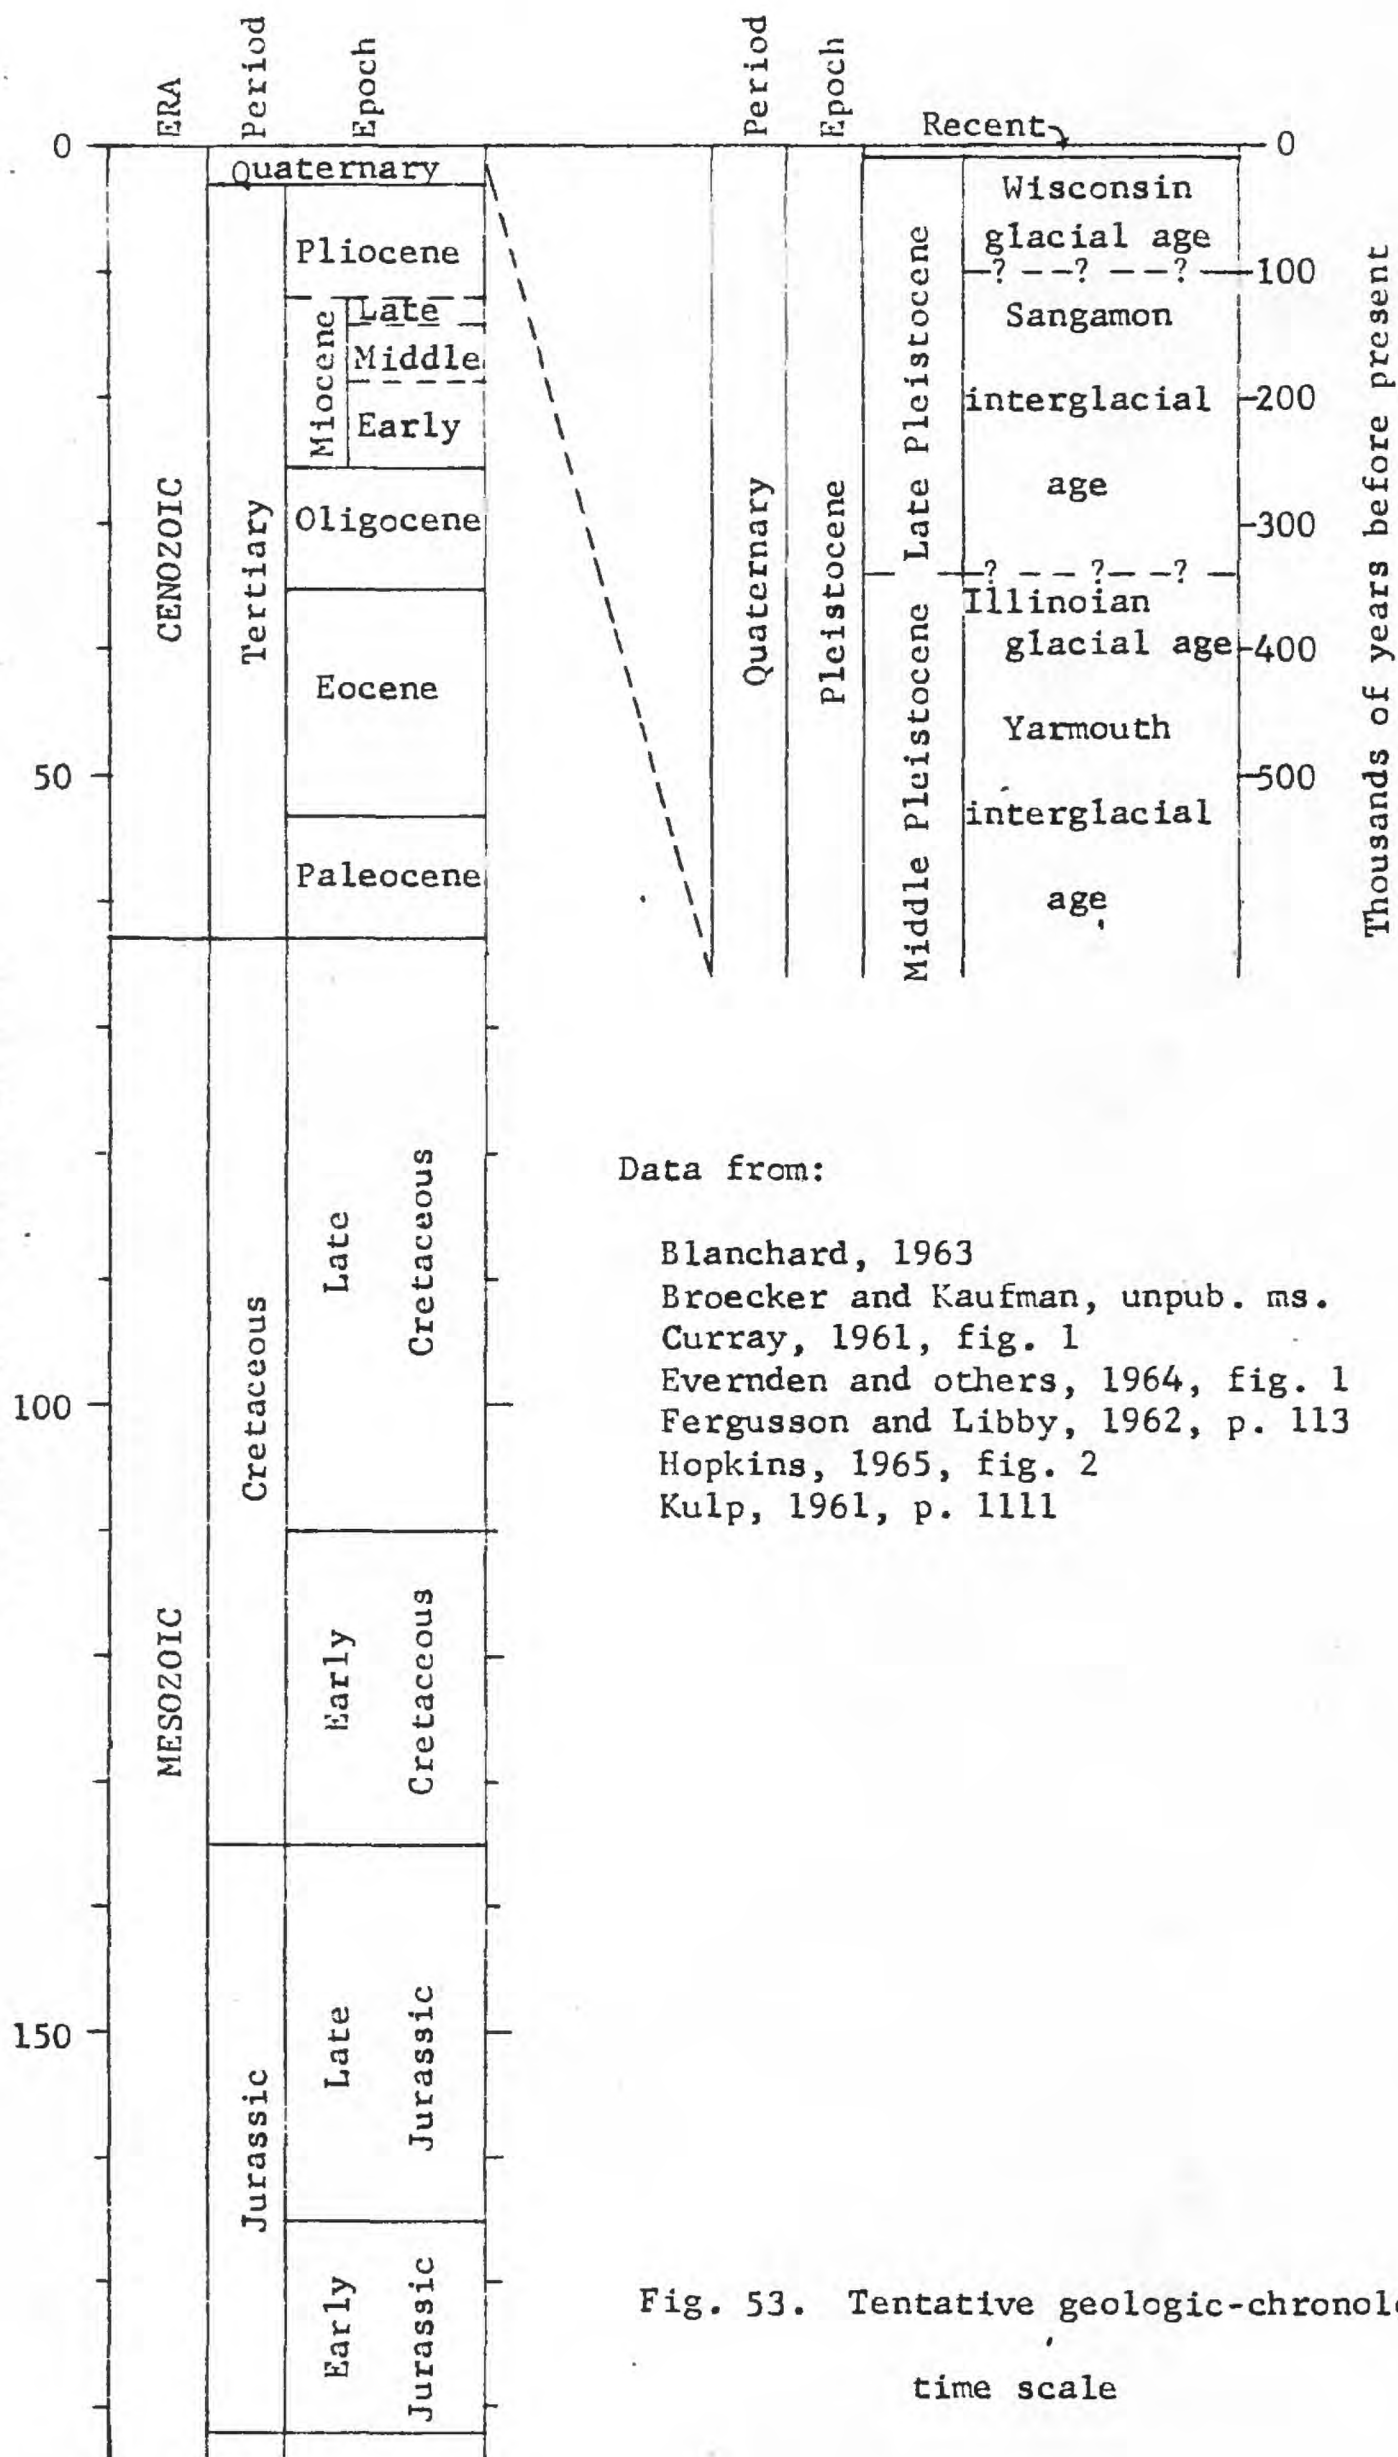 ERA
Period
Epoch
0
Quaternary
CENOZOIC
Tertiary
Pliocene
Miocene
Late
Middle
Early
Oligocene
Eocene
50
Paleocene
MESOZOIC
Cretaceous
Late
Cretaceous
100
Early
Cretaceous
Jurassic
150
Late
Jurassic
Early
Jurassic
Period
Epoch
Recent
0
Quaternary
Pleistocene
Late Pleistocene
Wisconsin
glacial age
? ? ? 100
Sangamon
interglacial 200
age
300
? ? ?
Middle Pleistocene
Illinoian
glacial age 400
Yarmouth
500
interglacial
age
Thousands of years before present
Data from:
Blanchard, 1963
Broecker and Kaufman, unpub. ms.
Curray, 1961, fig. 1
Evernden and others, 1964, fig. 1
Fergusson and Libby, 1962, p. 113
Hopkins, 1965, fig. 2
Kulp, 1961, p. 1111
Fig. 53. Tentative
time scale